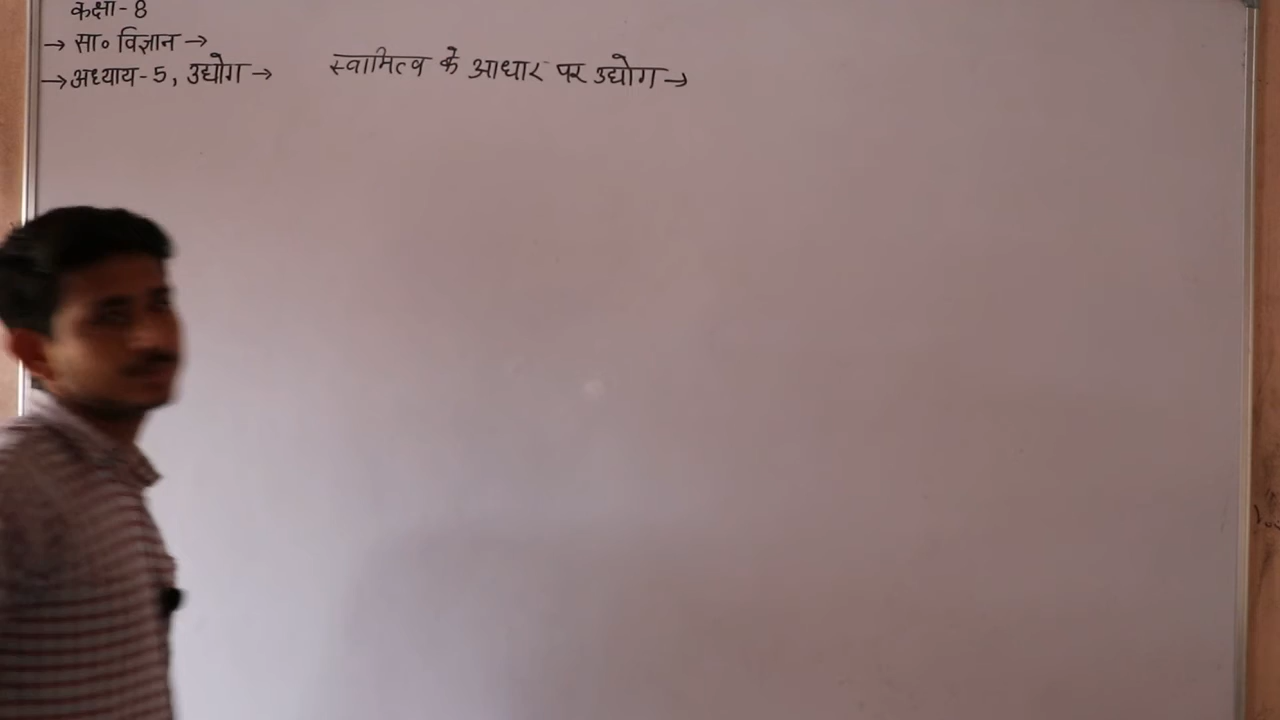 कक्षा - 8
→ सा० विज्ञान →
→ अध्याय - 5, उद्योग →
स्वामित्व के आधार पर उद्योग →